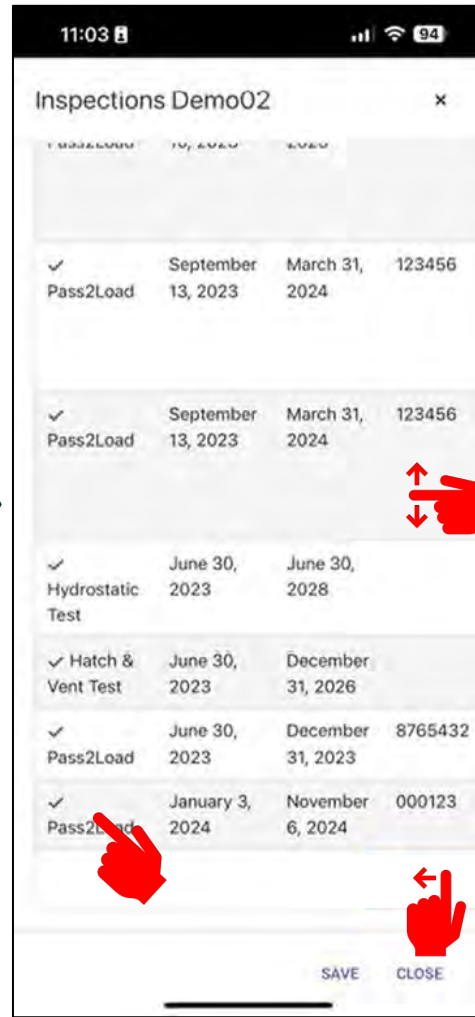 11:03 94
Inspections Demo02 ×
✓ September March 31, 123456
Pass2Load 13, 2023 2024
✓ September March 31, 123456
Pass2Load 13, 2023 2024
✓ June 30, June 30,
Hydrostatic 2023 2028
Test
✓ Hatch & June 30, December
Vent Test 2023 31, 2026
✓ June 30, December 8765432
Pass2Load 2023 31, 2023
✓ January 3, November 000123
Pass2Load 2024 6, 2024
SAVE CLOSE